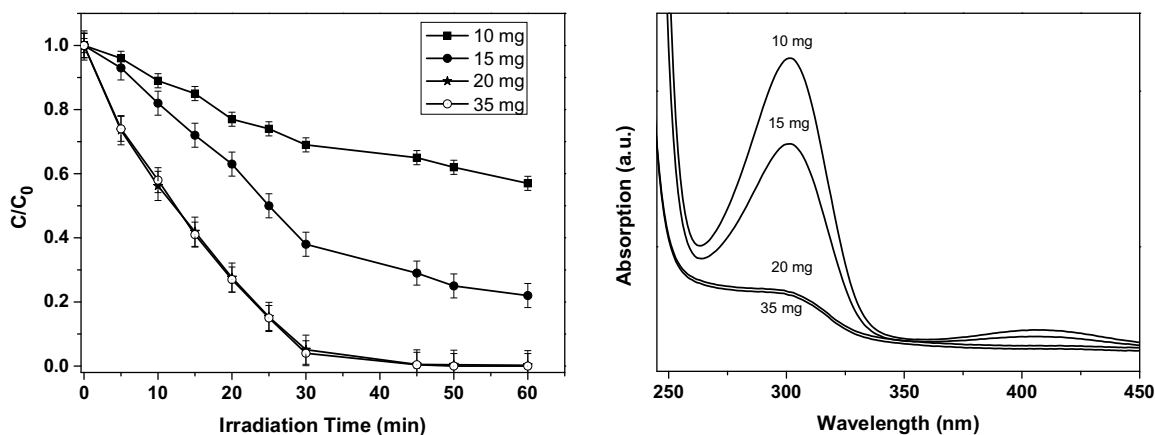 C/C0
1.0
0.8
0.6
0.4
0.2
0.0
10 mg
15 mg
20 mg
35 mg
0 10 20 30 40 50 60
Irradiation Time (min)
Absorption (a.u.)
10 mg
15 mg
20 mg
35 mg
250 300 350 400 450
Wavelength (nm)